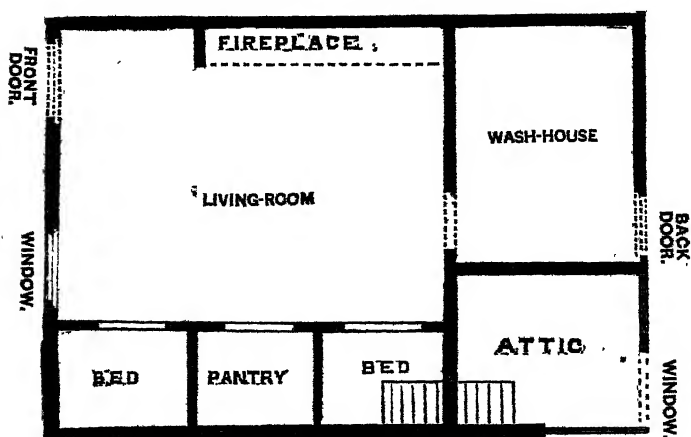 FIREPLACE.
FRONT
DOOR.
WASH-HOUSE
LIVING-ROOM
BACK
DOOR.
WINDOW.
ATTIC
BED
PANTRY
BED
WINDOW.